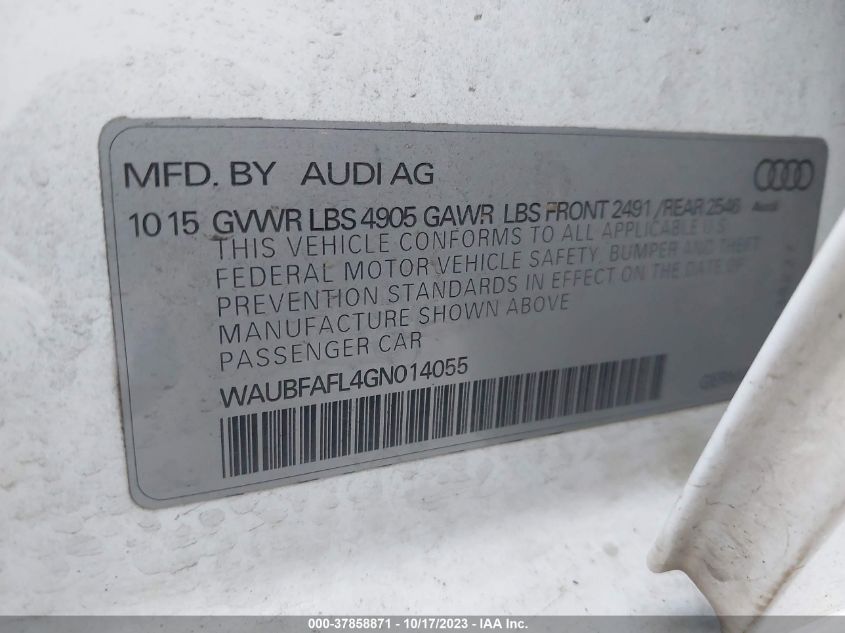 MFD. BY AUDI AG
10 15 GVWR LBS 4905 GAWR LBS FRONT 2491 /REAR 2546
Audi
THIS VEHICLE CONFORMS TO ALL APPLICABLE U.S.
FEDERAL MOTOR VEHICLE SAFETY, BUMPER AND THEFT
PREVENTION STANDARDS IN EFFECT ON THE DATE OF
MANUFACTURE SHOWN ABOVE
PASSENGER CAR
WAUBFAFL4GN014055
000-37858871 - 10/17/2023 - IAA Inc.